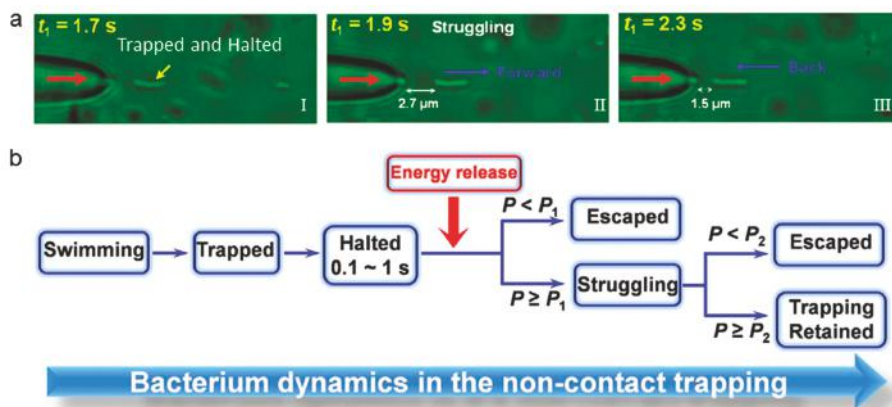 a
t₁ = 1.7 s
Trapped and Halted
I
t₁ = 1.9 s
Struggling
Forward
2.7 µm
II
t₁ = 2.3 s
Back
1.5 µm
III
b
Energy release
Swimming
Trapped
Halted
0.1 ~ 1 s
P < P₁
Escaped
P ≥ P₁
Struggling
P < P₂
Escaped
P ≥ P₂
Trapping
Retained
Bacterium dynamics in the non-contact trapping